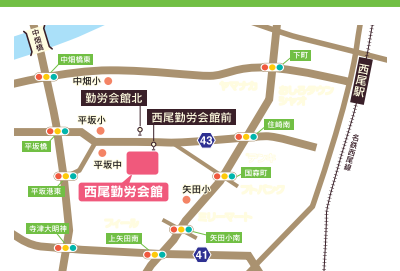 中畑橋
中畑橋東
中畑小
下町
西尾駅
勤労会館北
西尾勤労会館前
平坂小
平坂橋
43
住崎南
名鉄西尾線
平坂中
西尾勤労会館
国森町
平坂港東
矢田小
寺津大明神
上矢田南
矢田小南
41